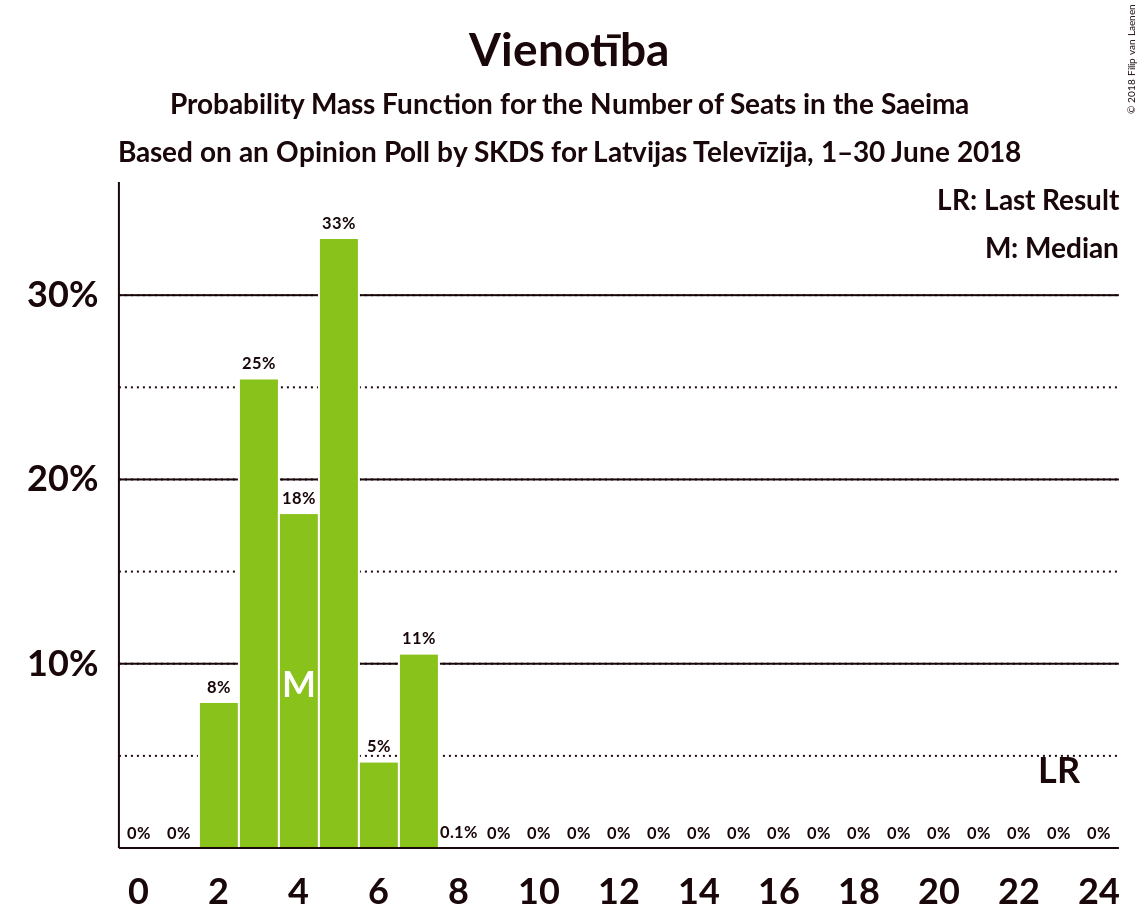 Vienotība
Probability Mass Function for the Number of Seats in the Saeima
Based on an Opinion Poll by SKDS for Latvijas Televīzija, 1–30 June 2018
© 2018 Filip van Laenen
LR: Last Result
M: Median
33%
30%
25%
20%
18%
11%
10%
M
8%
5%
LR
0% 0% 0.1% 0% 0% 0% 0% 0% 0% 0% 0% 0% 0% 0% 0% 0% 0% 0%
0 2 4 6 8 10 12 14 16 18 20 22 24